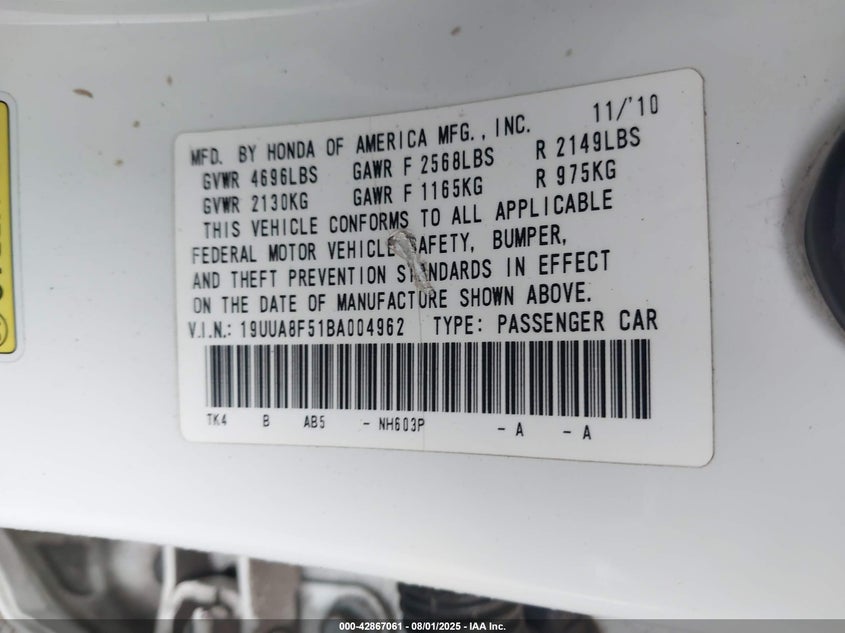 11/'10
MFD. BY HONDA OF AMERICA MFG., INC.
GVWR 4696LBS GAWR F 2568LBS R 2149LBS
GVWR 2130KG GAWR F 1165KG R 975KG
THIS VEHICLE CONFORMS TO ALL APPLICABLE
FEDERAL MOTOR VEHICLE SAFETY, BUMPER,
AND THEFT PREVENTION STANDARDS IN EFFECT
ON THE DATE OF MANUFACTURE SHOWN ABOVE.
V.I.N.: 19UUA8F51BA004962 TYPE: PASSENGER CAR
TK4 B AB5 - NH603P - A - A
000-42867061 - 08/01/2025 - IAA Inc.